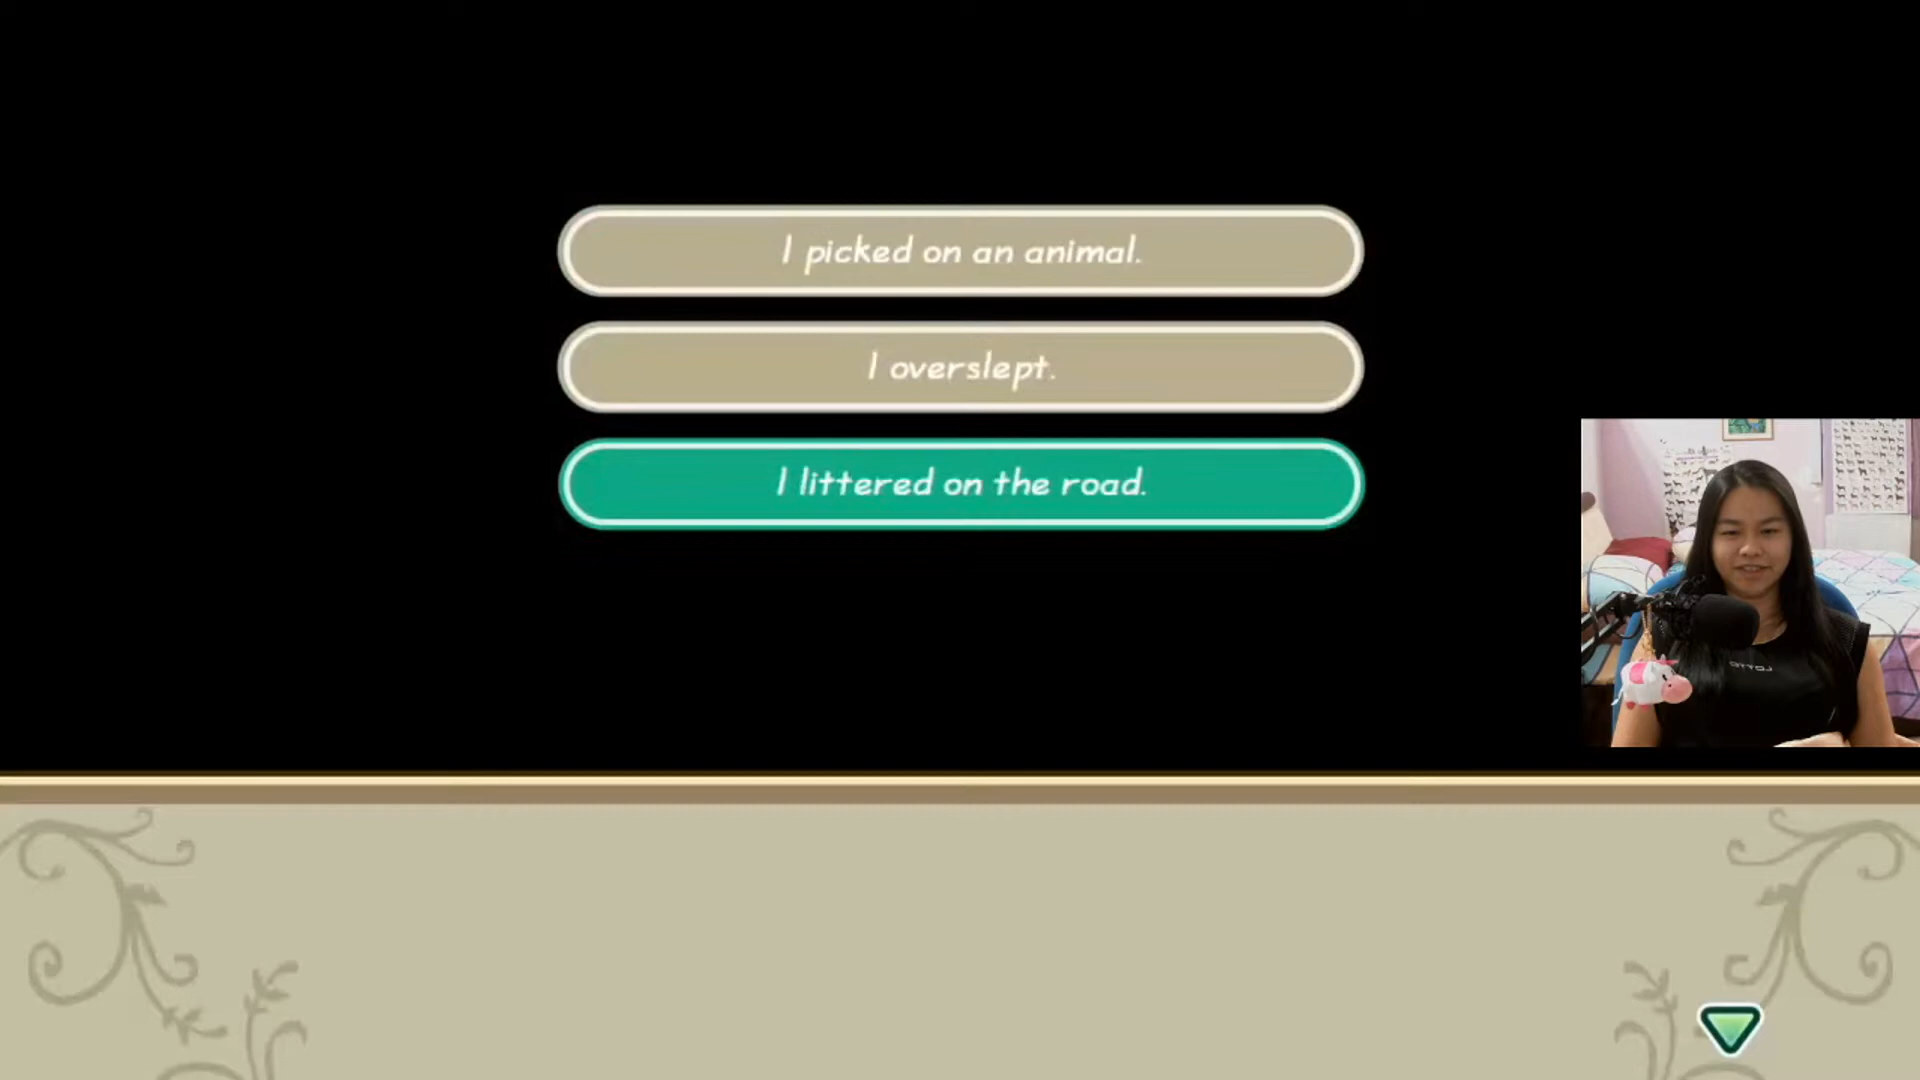 I picked on an animal.
I overslept.
I littered on the road.